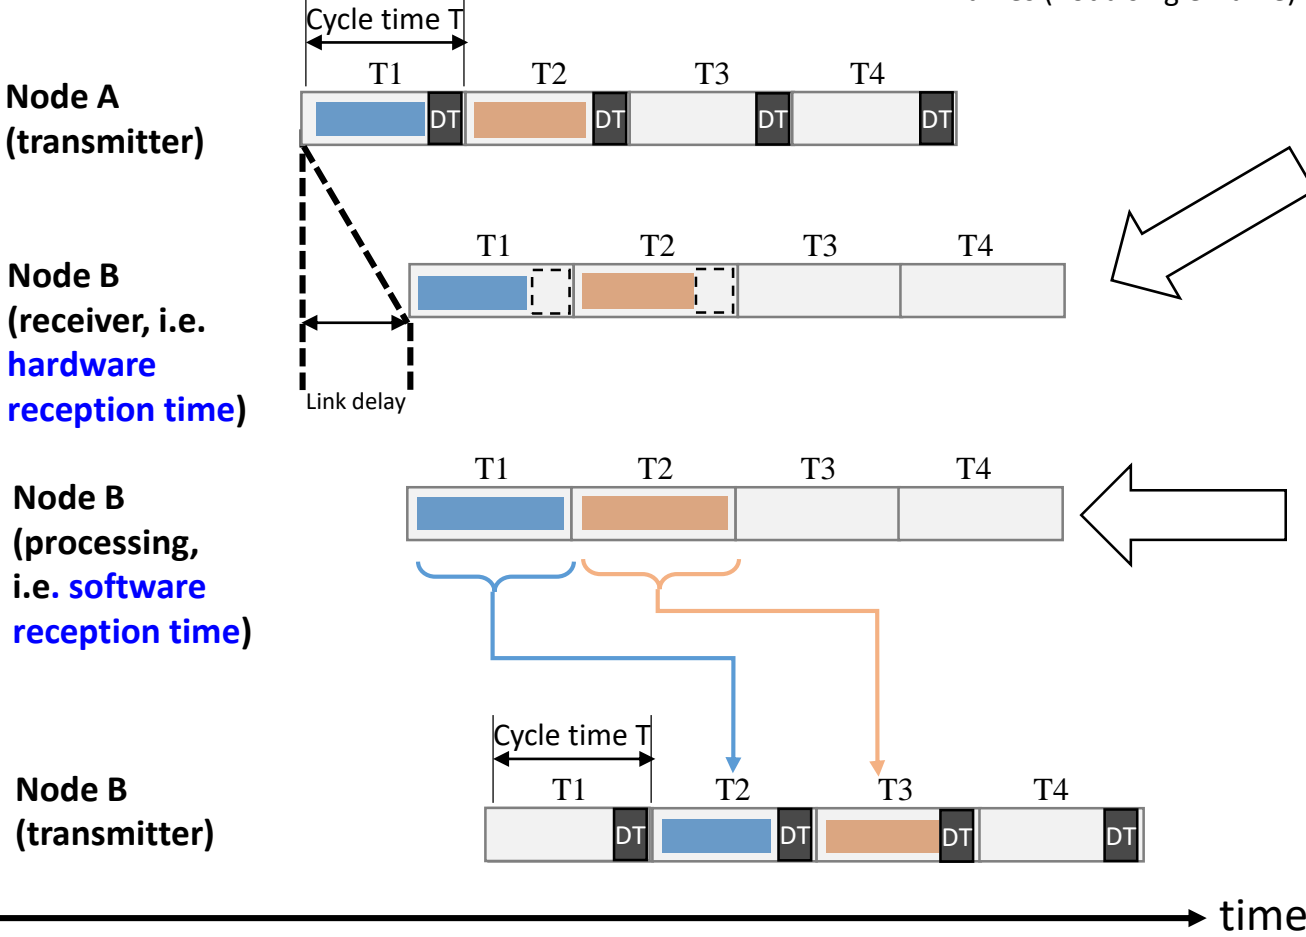 Cycle time T
T1 T2 T3 T4
Node A
(transmitter)
DT DT DT DT
T1 T2 T3 T4
Node B
(receiver, i.e.
hardware
reception time)
Link delay
T1 T2 T3 T4
Node B
(processing,
i.e. software
reception time)
Cycle time T
T1 T2 T3 T4
Node B
(transmitter)
DT DT DT DT
time